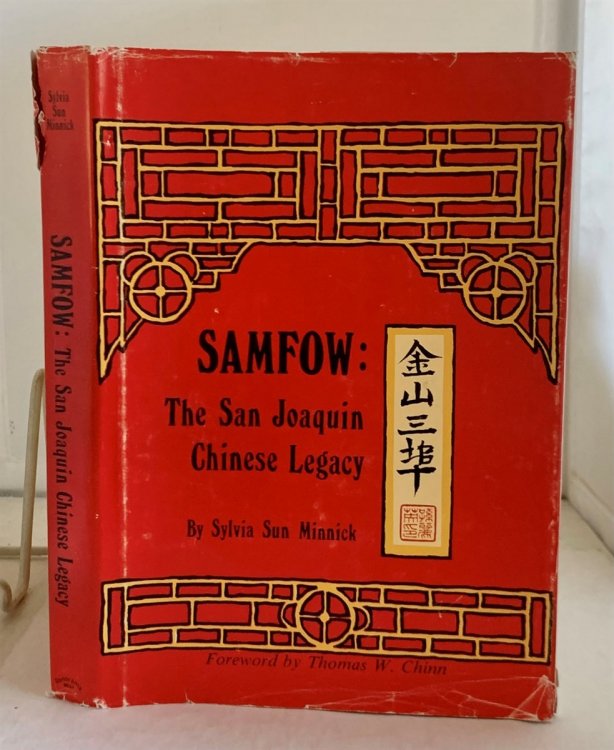 Sylvia
Sun
Minnick
SAMFOW: The San Joaquin Chinese Legacy
SAMFOW:
The San Joaquin
Chinese Legacy
By Sylvia Sun Minnick
金山三埠
Foreword by Thomas W. Chinn